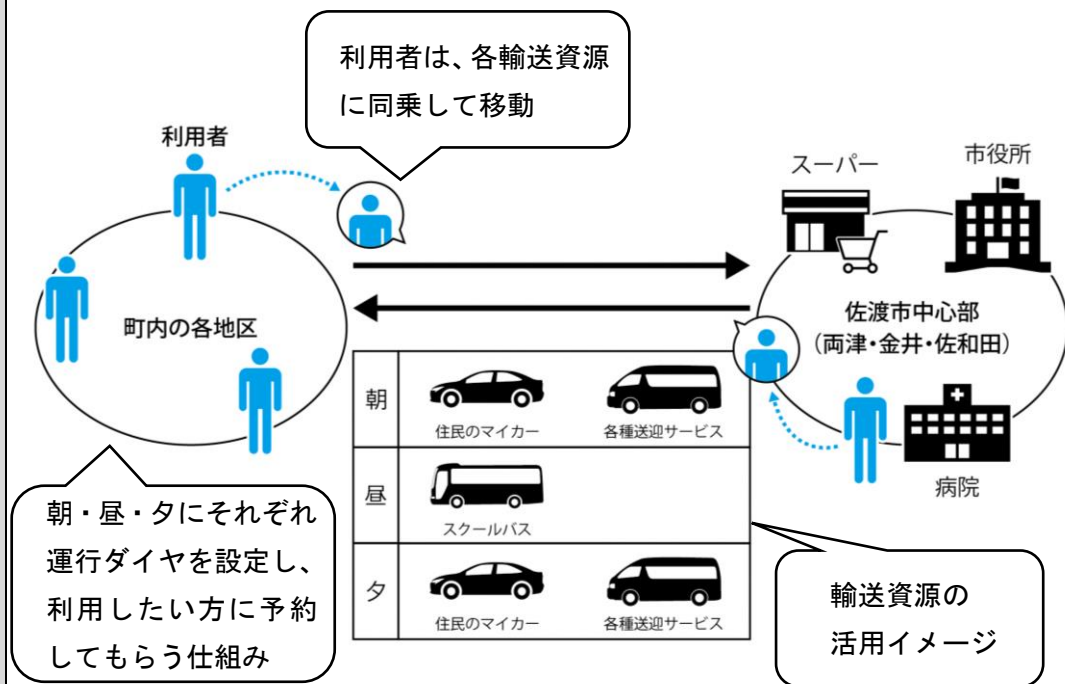 利用者は、各輸送資源
に同乗して移動
利用者
スーパー
市役所
町内の各地区
佐渡市中心部
（両津・金井・佐和田）
病院
朝
住民のマイカー
各種送迎サービス
昼
スクールバス
夕
住民のマイカー
各種送迎サービス
朝・昼・夕にそれぞれ
運行ダイヤを設定し、
利用したい方に予約
してもらう仕組み
輸送資源の
活用イメージ